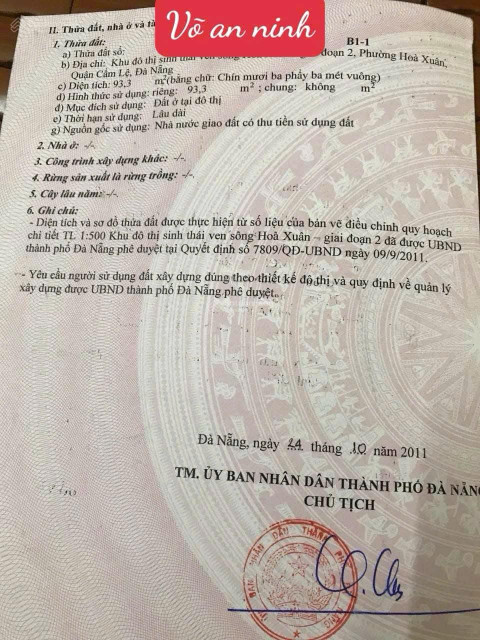 Võ an ninh
II. Thửa đất, nhà ở và tà
1. Thửa đất:
a) Thửa đất số: B1-1
b) Địa chỉ: Khu đô thị sinh thái ven sông đoạn 2, Phường Hoà Xuân,
Quận Cẩm Lệ, Đà Nẵng
c) Diện tích: 93,3 m² (bằng chữ: Chín mươi ba phẩy ba mét vuông)
d) Hình thức sử dụng: riêng: 93,3 m²; chung: không m²
đ) Mục đích sử dụng: Đất ở tại đô thị
e) Thời hạn sử dụng: Lâu dài
g) Nguồn gốc sử dụng: Nhà nước giao đất có thu tiền sử dụng đất
2. Nhà ở: -/-.
3. Công trình xây dựng khác: -/-.
4. Rừng sản xuất là rừng trồng: -/-.
5. Cây lâu năm: -/-.
6. Ghi chú:
- Diện tích và sơ đồ thửa đất được thực hiện từ số liệu của bản vẽ điều chỉnh quy hoạch
chi tiết TL 1:500 Khu đô thị sinh thái ven sông Hoà Xuân – giai đoạn 2 đã được UBND
thành phố Đà Nẵng phê duyệt tại Quyết định số 7809/QĐ-UBND ngày 09/9/2011.
- Yêu cầu người sử dụng đất xây dựng đúng theo thiết kế đô thị và quy định về quản lý
xây dựng được UBND thành phố Đà Nẵng phê duyệt.
Đà Nẵng, ngày 24 tháng 10 năm 2011
TM. ỦY BAN NHÂN DÂN THÀNH PHỐ ĐÀ NẴNG
CHỦ TỊCH